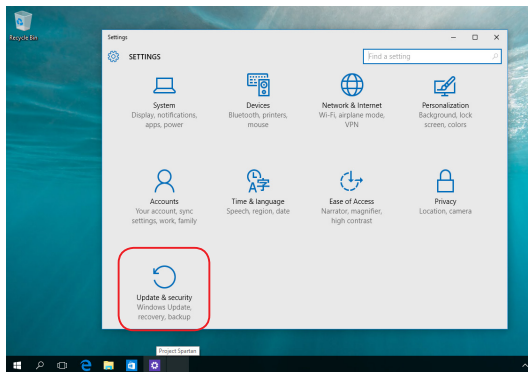 Recycle Bin
Settings
SETTINGS
Find a setting
System
Display, notifications,
apps, power
Devices
Bluetooth, printers,
mouse
Network & Internet
Wi-Fi, airplane mode,
VPN
Personalization
Background, lock
screen, colors
Accounts
Your account, sync
settings, work, family
Time & language
Speech, region, date
Ease of Access
Narrator, magnifier,
high contrast
Privacy
Location, camera
Update & security
Windows Update,
recovery, backup
Project Spartan